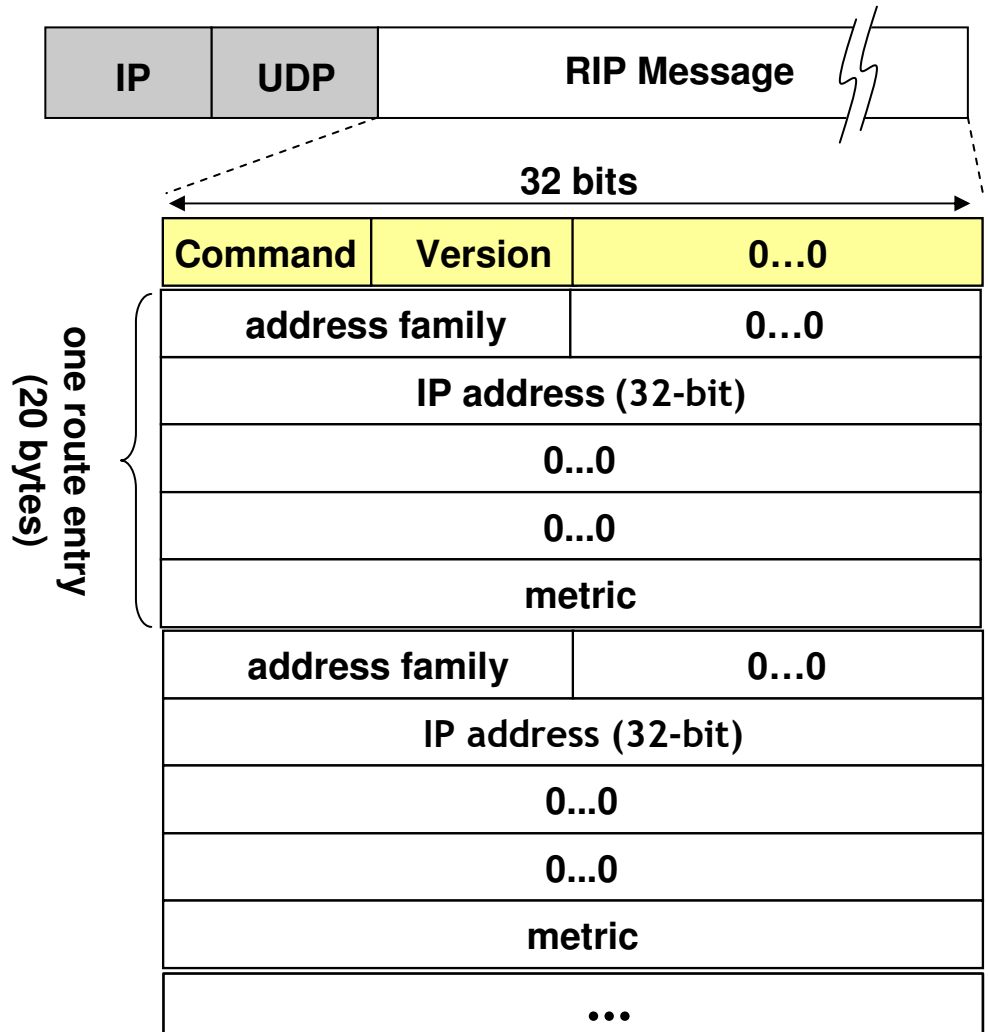 IP UDP RIP Message
32 bits
Command Version 0…0
one route entry
(20 bytes)
address family 0…0
IP address (32-bit)
0...0
0...0
metric
address family 0…0
IP address (32-bit)
0...0
0...0
metric
...